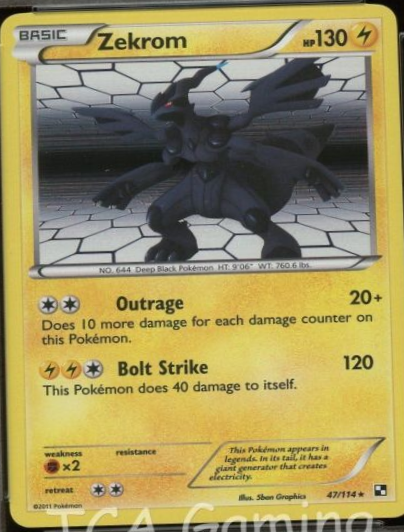 BASIC Zekrom HP130
NO. 644 Deep Black Pokémon HT: 9'06" WT: 760.6 lbs.
Outrage 20+
Does 10 more damage for each damage counter on
this Pokémon.
Bolt Strike 120
This Pokémon does 40 damage to itself.
weakness resistance
×2
This Pokémon appears in
legends. In its tail, it has a
giant generator that creates
electricity.
retreat
Illus. 5ban Graphics 47/114 ★
©2011 Pokémon
TCA Gaming